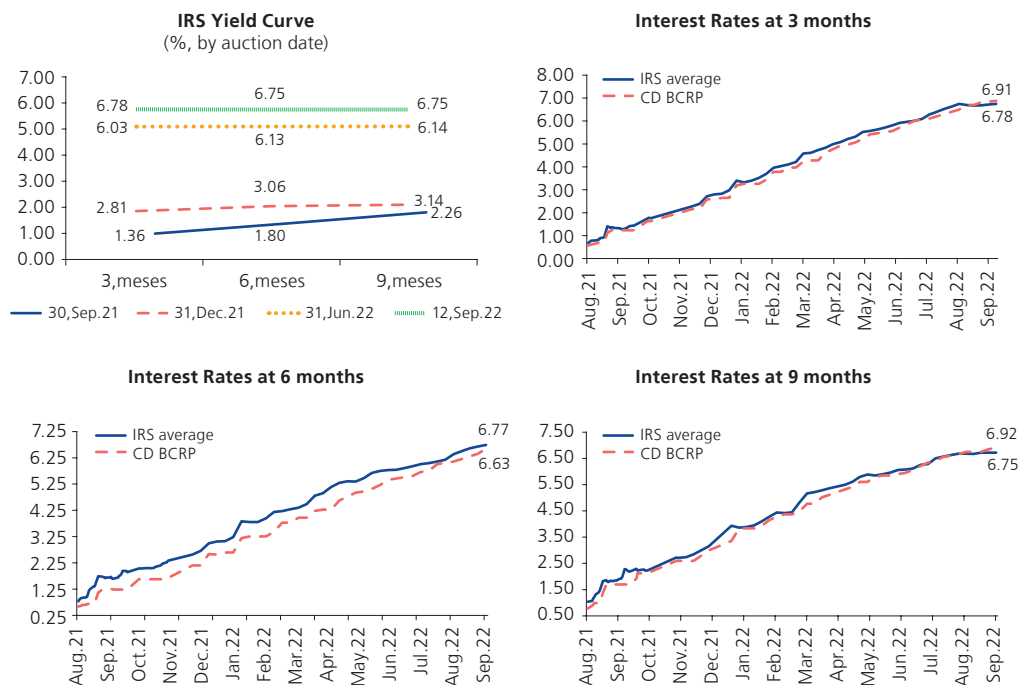 IRS Yield Curve
(%, by auction date)
7.00
6.00
5.00
4.00
3.00
2.00
1.00
0.00
6.78
6.75
6.75
6.03
6.13
6.14
2.81
3.06
3.14
1.36
1.80
2.26
3,meses
6,meses
9,meses
30,Sep.21
31,Dec.21
31,Jun.22
12,Sep.22
Interest Rates at 3 months
8.00
7.00
6.00
5.00
4.00
3.00
2.00
1.00
0.00
IRS average
CD BCRP
6.91
6.78
Aug.21
Sep.21
Oct.21
Nov.21
Dec.21
Jan.22
Feb.22
Mar.22
Apr.22
May.22
Jun.22
Jul.22
Aug.22
Sep.22
Interest Rates at 6 months
7.25
6.25
5.25
4.25
3.25
2.25
1.25
0.25
IRS average
CD BCRP
6.77
6.63
Aug.21
Sep.21
Oct.21
Nov.21
Dec.21
Jan.22
Feb.22
Mar.22
Apr.22
May.22
Jun.22
Jul.22
Aug.22
Sep.22
Interest Rates at 9 months
7.50
6.50
5.50
4.50
3.50
2.50
1.50
0.50
IRS average
CD BCRP
6.92
6.75
Aug.21
Sep.21
Oct.21
Nov.21
Dec.21
Jan.22
Feb.22
Mar.22
Apr.22
May.22
Jun.22
Jul.22
Aug.22
Sep.22